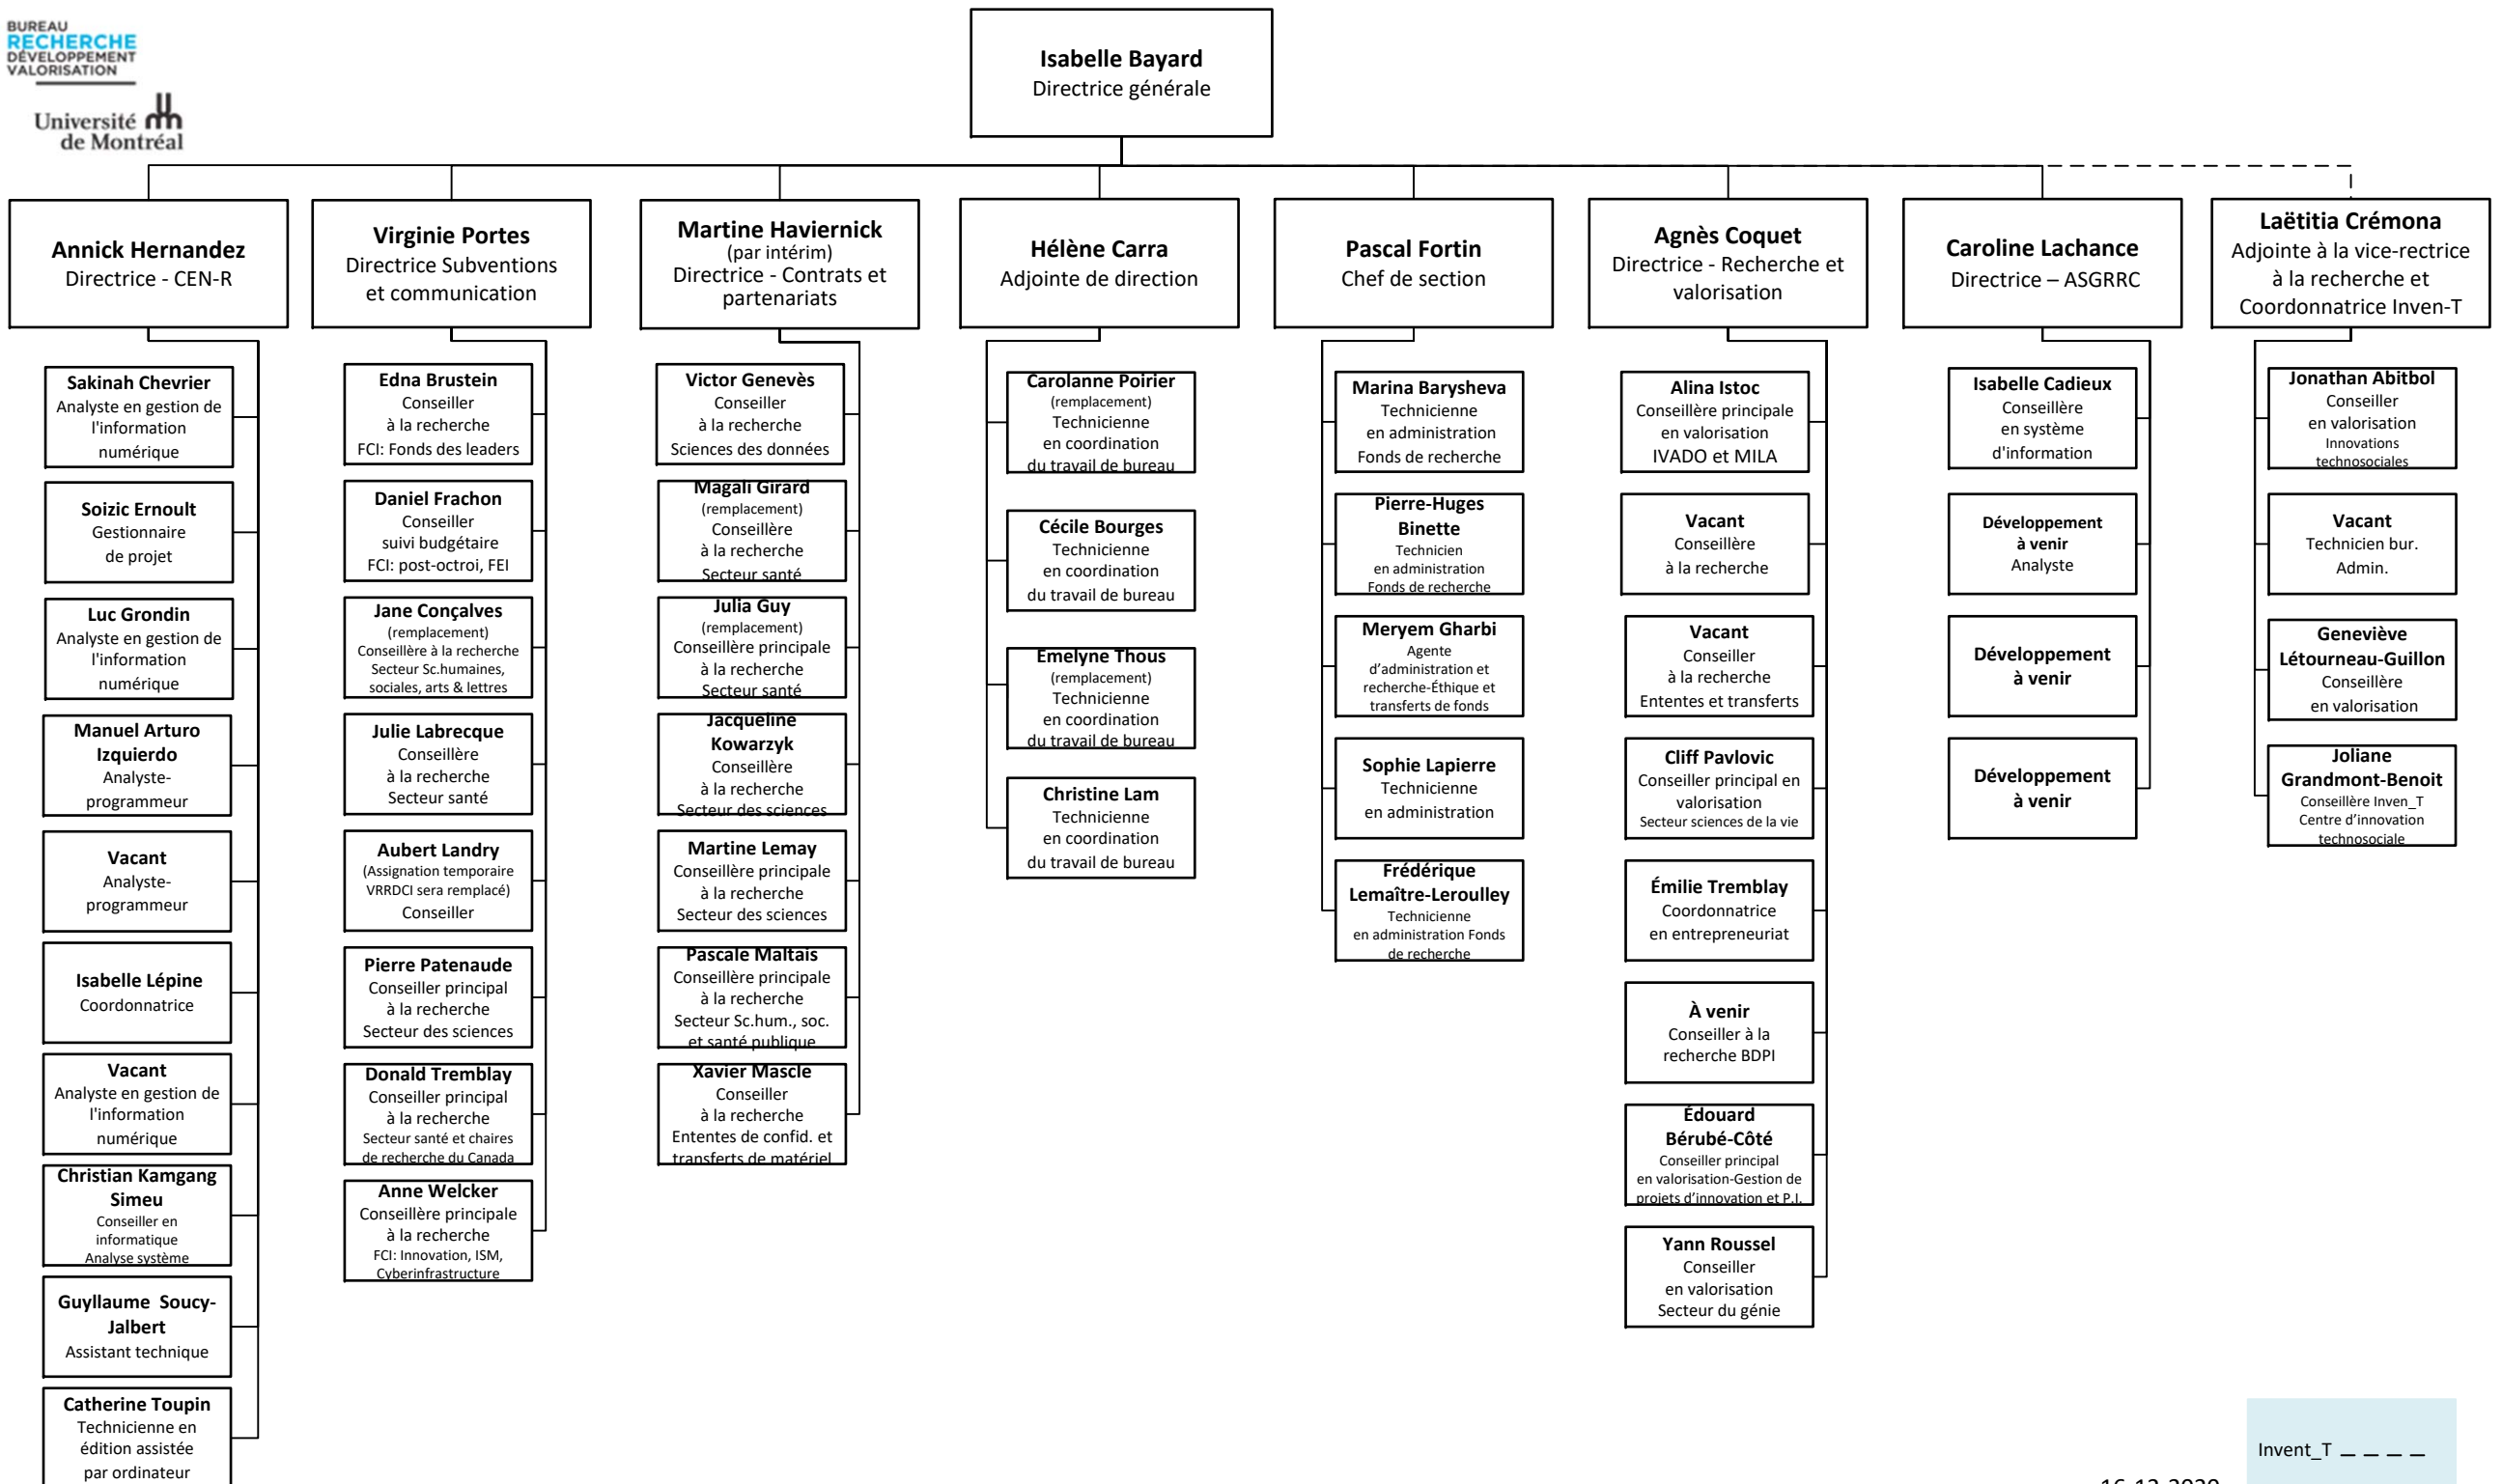 BUREAU
RECHERCHE
DÉVELOPPEMENT
VALORISATION
Université
de Montréal
Isabelle Bayard
Directrice générale
Annick Hernandez
Directrice - CEN-R
Virginie Portes
Directrice Subventions
et communication
Martine Haviernick
(par intérim)
Directrice - Contrats et
partenariats
Hélène Carra
Adjointe de direction
Pascal Fortin
Chef de section
Agnès Coquet
Directrice - Recherche et
valorisation
Caroline Lachance
Directrice – ASGRRC
Laëtitia Crémona
Adjointe à la vice-rectrice
à la recherche et
Coordonnatrice Inven-T
Sakinah Chevrier
Analyste en gestion de
l'information
numérique
Soizic Ernoult
Gestionnaire
de projet
Luc Grondin
Analyste en gestion de
l'information
numérique
Manuel Arturo
Izquierdo
Analyste-
programmeur
Vacant
Analyste-
programmeur
Isabelle Lépine
Coordonnatrice
Vacant
Analyste en gestion de
l'information
numérique
Christian Kamgang
Simeu
Conseiller en
informatique
Analyse système
Guyllaume Soucy-
Jalbert
Assistant technique
Catherine Toupin
Technicienne en
édition assistée
par ordinateur
Edna Brustein
Conseiller
à la recherche
FCI: Fonds des leaders
Daniel Frachon
Conseiller
suivi budgétaire
FCI: post-octroi, FEI
Jane Conçalves
(remplacement)
Conseillère à la recherche
Secteur Sc.humaines,
sociales, arts & lettres
Julie Labrecque
Conseillère
à la recherche
Secteur santé
Aubert Landry
(Assignation temporaire
VRRDCI sera remplacé)
Conseiller
Pierre Patenaude
Conseiller principal
à la recherche
Secteur des sciences
Donald Tremblay
Conseiller principal
à la recherche
Secteur santé et chaires
de recherche du Canada
Anne Welcker
Conseillère principale
à la recherche
FCI: Innovation, ISM,
Cyberinfrastructure
Victor Genevès
Conseiller
à la recherche
Sciences des données
Magali Girard
(remplacement)
Conseillère
à la recherche
Secteur santé
Julia Guy
(remplacement)
Conseillère principale
à la recherche
Secteur santé
Jacqueline
Kowarzyk
Conseillère
à la recherche
Secteur des sciences
Martine Lemay
Conseillère principale
à la recherche
Secteur des sciences
Pascale Maltais
Conseillère principale
à la recherche
Secteur Sc.hum., soc.
et santé publique
Xavier Mascle
Conseiller
à la recherche
Ententes de confid. et
transferts de matériel
Carolanne Poirier
(remplacement)
Technicienne
en coordination
du travail de bureau
Cécile Bourges
Technicienne
en coordination
du travail de bureau
Emelyne Thous
(remplacement)
Technicienne
en coordination
du travail de bureau
Christine Lam
Technicienne
en coordination
du travail de bureau
Marina Barysheva
Technicienne
en administration
Fonds de recherche
Pierre-Huges
Binette
Technicien
en administration
Fonds de recherche
Meryem Gharbi
Agente
d’administration et
recherche-Éthique et
transferts de fonds
Sophie Lapierre
Technicienne
en administration
Frédérique
Lemaître-Leroulley
Technicienne
en administration Fonds
de recherche
Alina Istoc
Conseillère principale
en valorisation
IVADO et MILA
Vacant
Conseillère
à la recherche
Vacant
Conseiller
à la recherche
Ententes et transferts
Cliff Pavlovic
Conseiller principal en
valorisation
Secteur sciences de la vie
Émilie Tremblay
Coordonnatrice
en entrepreneuriat
À venir
Conseiller à la
recherche BDPI
Édouard
Bérubé-Côté
Conseiller principal
en valorisation-Gestion de
projets d’innovation et P.I.
Yann Roussel
Conseiller
en valorisation
Secteur du génie
Isabelle Cadieux
Conseillère
en système
d'information
Développement
à venir
Analyste
Développement
à venir
Développement
à venir
Jonathan Abitbol
Conseiller
en valorisation
Innovations
technosociales
Vacant
Technicien bur.
Admin.
Geneviève
Létourneau-Guillon
Conseillère
en valorisation
Joliane
Grandmont-Benoit
Conseillère Inven_T
Centre d’innovation
technosociale
Invent_T
16-12-2020